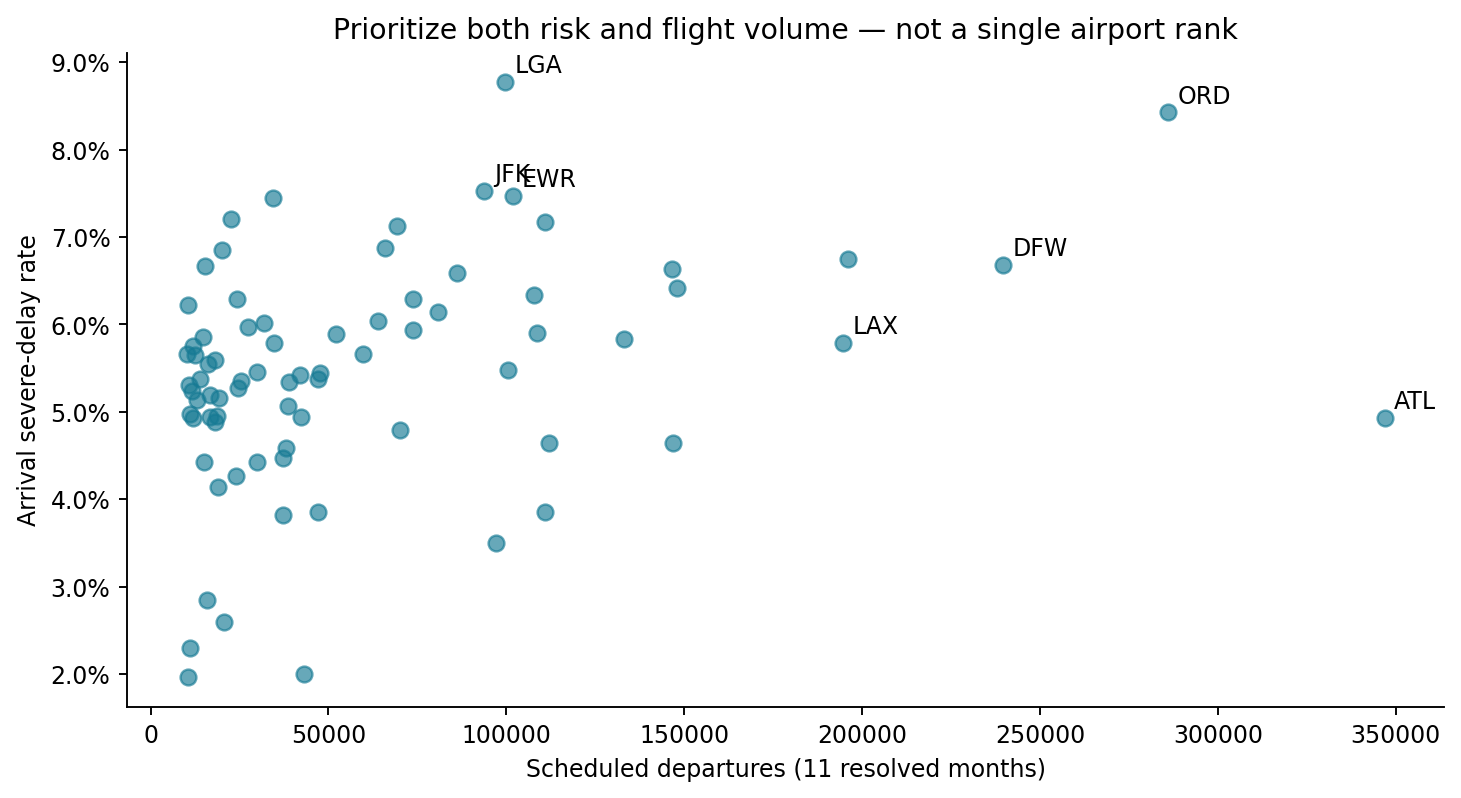 Prioritize both risk and flight volume — not a single airport rank
9.0%
8.0%
7.0%
6.0%
5.0%
4.0%
3.0%
2.0%
Arrival severe-delay rate
LGA
ORD
JFK
EWR
DFW
LAX
ATL
0
50000
100000
150000
200000
250000
300000
350000
Scheduled departures (11 resolved months)